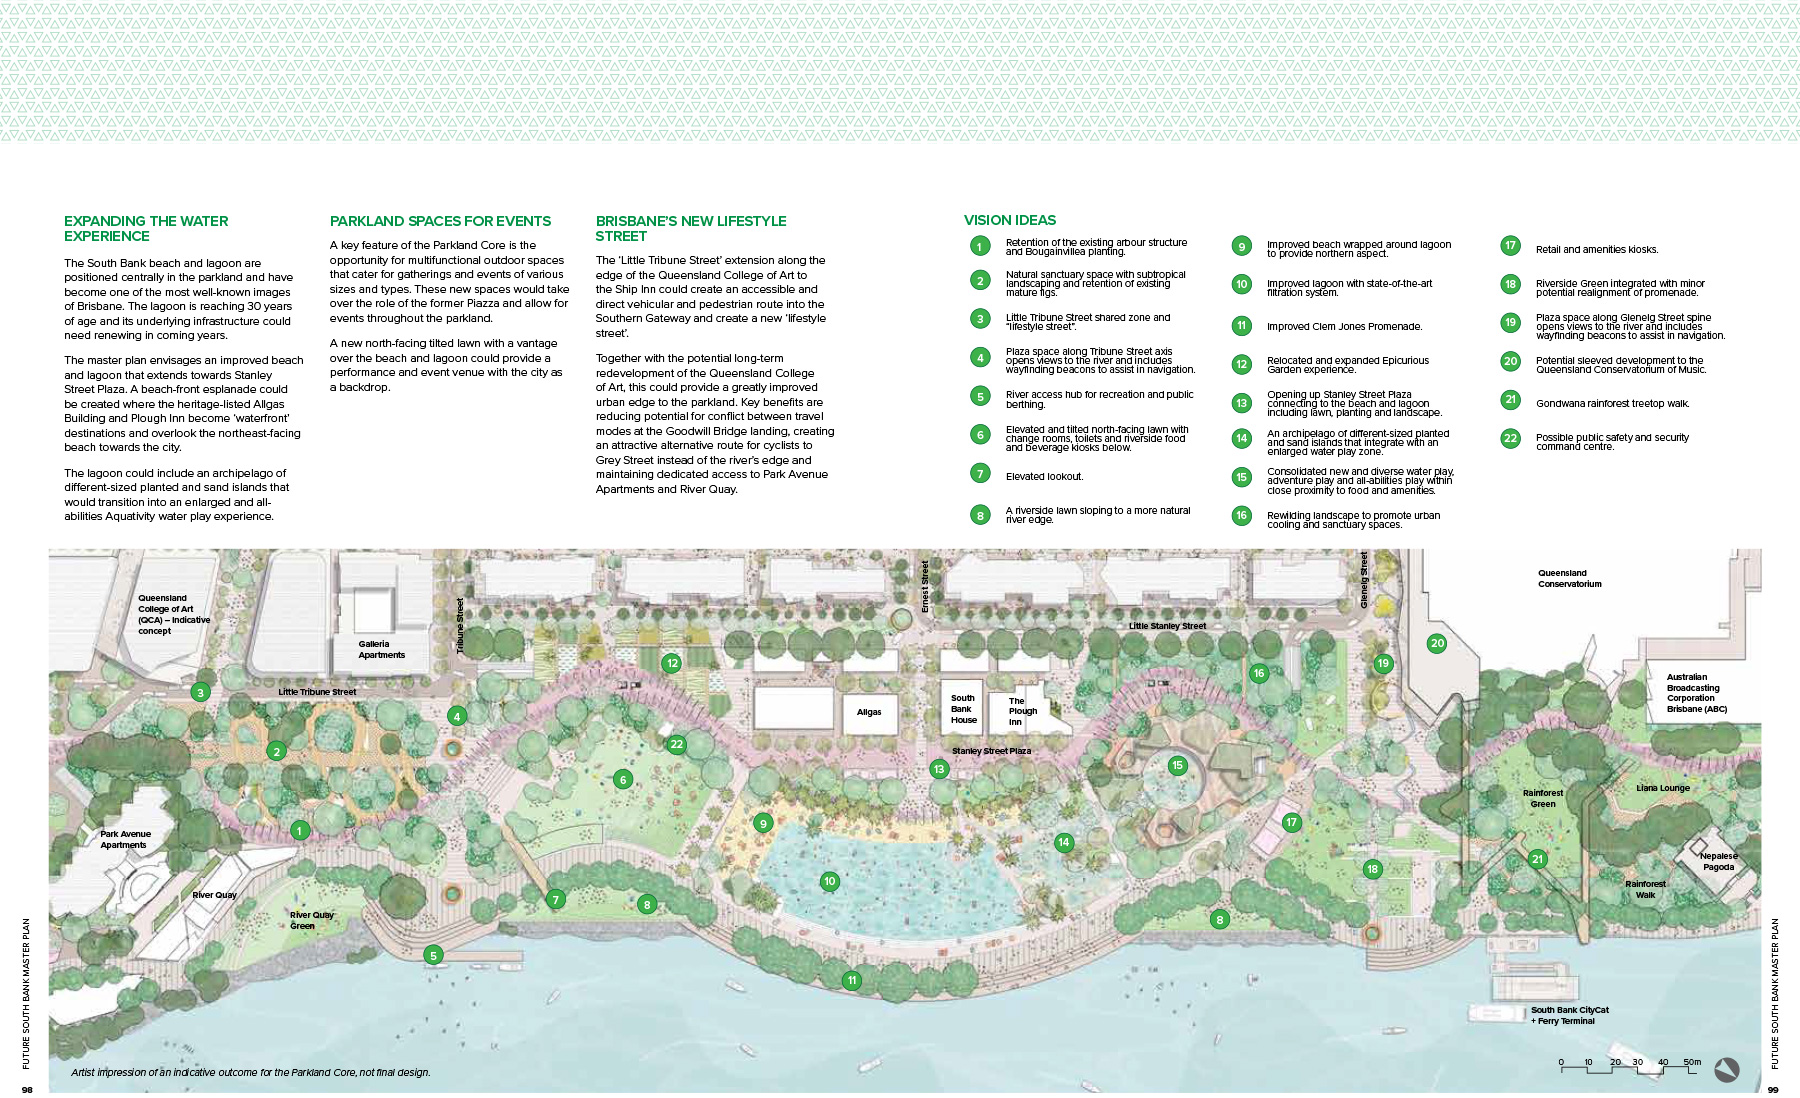 EXPANDING THE WATER
EXPERIENCE
The South Bank beach and lagoon are
positioned centrally in the parkland and have
become one of the most well-known images
of Brisbane. The lagoon is reaching 30 years
of age and its underlying infrastructure could
need renewing in coming years.
The master plan envisages an improved beach
and lagoon that extends towards Stanley
Street Plaza. A beach-front esplanade could
be created where the heritage-listed Allgas
Building and Plough Inn become ‘waterfront’
destinations and overlook the northeast-facing
beach towards the city.
The lagoon could include an archipelago of
different-sized planted and sand islands that
would transition into an enlarged and all-
abilities Aquativity water play experience.
PARKLAND SPACES FOR EVENTS
A key feature of the Parkland Core is the
opportunity for multifunctional outdoor spaces
that cater for gatherings and events of various
sizes and types. These new spaces would take
over the role of the former Piazza and allow for
events throughout the parkland.
A new north-facing tilted lawn with a vantage
over the beach and lagoon could provide a
performance and event venue with the city as
a backdrop.
BRISBANE’S NEW LIFESTYLE
STREET
The ‘Little Tribune Street’ extension along the
edge of the Queensland College of Art to
the Ship Inn could create an accessible and
direct vehicular and pedestrian route into the
Southern Gateway and create a new ‘lifestyle
street’.
Together with the potential long-term
redevelopment of the Queensland College
of Art, this could provide a greatly improved
urban edge to the parkland. Key benefits are
reducing potential for conflict between travel
modes at the Goodwill Bridge landing, creating
an attractive alternative route for cyclists to
Grey Street instead of the river’s edge and
maintaining dedicated access to Park Avenue
Apartments and River Quay.
VISION IDEAS
1 Retention of the existing arbour structure
and Bougainvillea planting.
2 Natural sanctuary space with subtropical
landscaping and retention of existing
mature figs.
3 Little Tribune Street shared zone and
“lifestyle street”.
4 Plaza space along Tribune Street axis
opens views to the river and includes
wayfinding beacons to assist in navigation.
5 River access hub for recreation and public
berthing.
6 Elevated and tilted north-facing lawn with
change rooms, toilets and riverside food
and beverage kiosks below.
7 Elevated lookout.
8 A riverside lawn sloping to a more natural
river edge.
9 Improved beach wrapped around lagoon
to provide northern aspect.
10 Improved lagoon with state-of-the-art
filtration system.
11 Improved Clem Jones Promenade.
12 Relocated and expanded Epicurious
Garden experience.
13 Opening up Stanley Street Plaza
connecting to the beach and lagoon
including lawn, planting and landscape.
14 An archipelago of different-sized planted
and sand islands that integrate with an
enlarged water play zone.
15 Consolidated new and diverse water play,
adventure play and all-abilities play within
close proximity to food and amenities.
16 Rewilding landscape to promote urban
cooling and sanctuary spaces.
17 Retail and amenities kiosks.
18 Riverside Green integrated with minor
potential realignment of promenade.
19 Plaza space along Glenelg Street spine
opens views to the river and includes
wayfinding beacons to assist in navigation.
20 Potential sleeved development to the
Queensland Conservatorium of Music.
21 Gondwana rainforest treetop walk.
22 Possible public safety and security
command centre.
Queensland
College of Art
(QCA) – Indicative
concept
Galleria
Apartments
Tribune Street
Ernest Street
Glenelg Street
Little Stanley Street
Queensland
Conservatorium
Australian
Broadcasting
Corporation
Brisbane (ABC)
Little Tribune Street
Allgas
South
Bank
House
The
Plough
Inn
Stanley Street Plaza
3
12
16
19
20
4
2
22
6
13
15
1
9
14
17
10
18
21
7
8
8
5
11
Rainforest
Green
Liana Lounge
Nepalese
Pagoda
Rainforest
Walk
Park Avenue
Apartments
River Quay
River Quay
Green
South Bank CityCat
+ Ferry Terminal
0 10 20 30 40 50m
Artist impression of an indicative outcome for the Parkland Core, not final design.
FUTURE SOUTH BANK MASTER PLAN
98
FUTURE SOUTH BANK MASTER PLAN
99